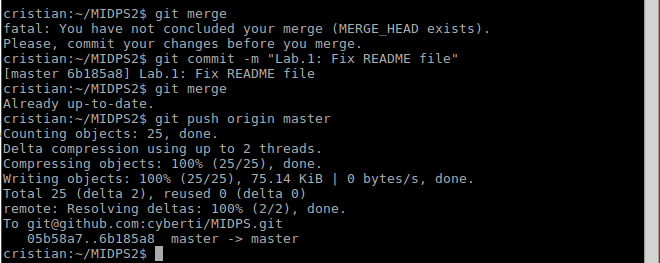 cristian:~/MIDPS2$ git merge
fatal: You have not concluded your merge (MERGE_HEAD exists).
Please, commit your changes before you merge.
cristian:~/MIDPS2$ git commit -m "Lab.1: Fix README file"
[master 6b185a8] Lab.1: Fix README file
cristian:~/MIDPS2$ git merge
Already up-to-date.
cristian:~/MIDPS2$ git push origin master
Counting objects: 25, done.
Delta compression using up to 2 threads.
Compressing objects: 100% (25/25), done.
Writing objects: 100% (25/25), 75.14 KiB | 0 bytes/s, done.
Total 25 (delta 2), reused 0 (delta 0)
remote: Resolving deltas: 100% (2/2), done.
To git@github.com:cyberti/MIDPS.git
   05b58a7..6b185a8  master -> master
cristian:~/MIDPS2$